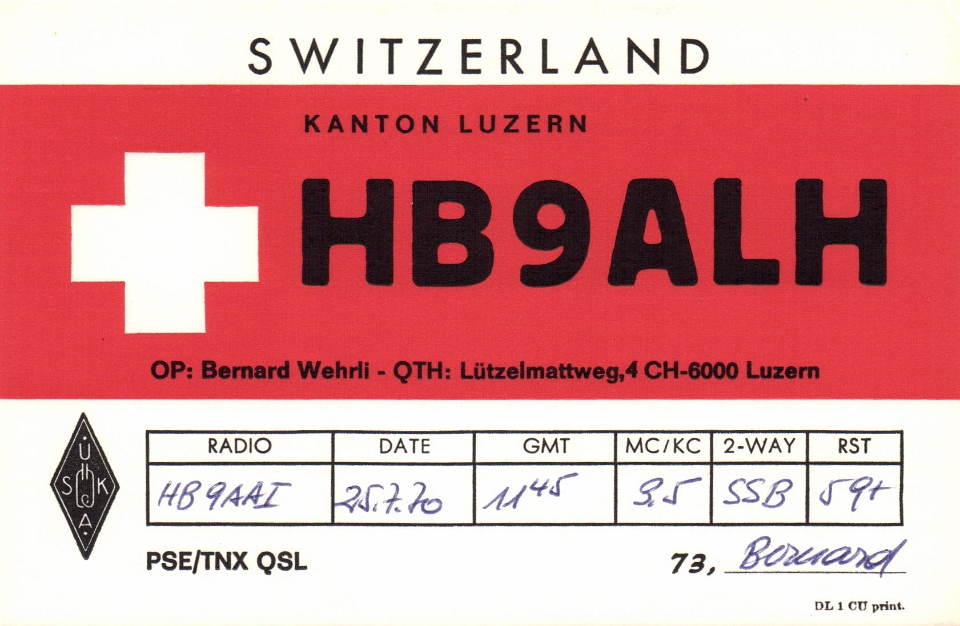 SWITZERLAND
KANTON LUZERN
HB9ALH
OP: Bernard Wehrli - QTH: Lützelmattweg,4 CH-6000 Luzern
RADIO DATE GMT MC/KC 2-WAY RST
HB9AAI 25.7.70 11 45 3,5 SSB 59+
U
S K
A
PSE/TNX QSL 73, Bernard
DL 1 CU print.